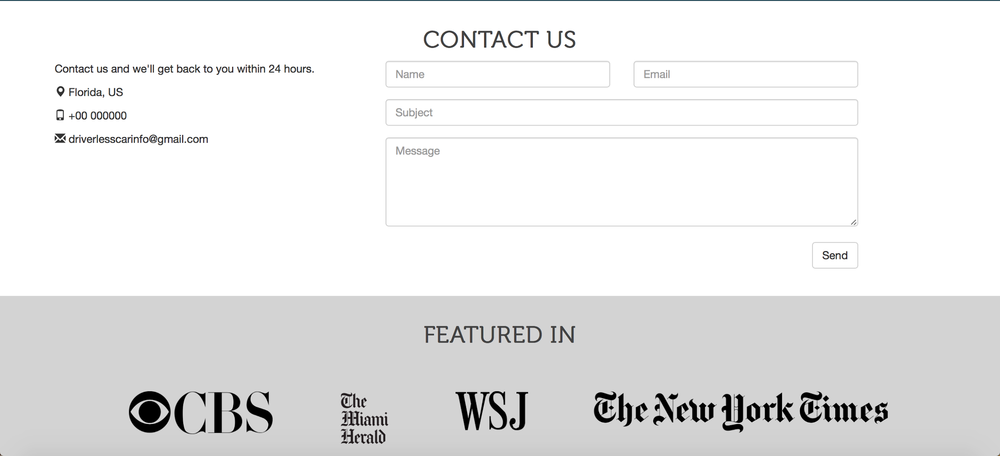 CONTACT US
Contact us and we'll get back to you within 24 hours.
Florida, US
+00 000000
driverlesscarinfo@gmail.com
Name
Email
Subject
Message
Send
FEATURED IN
CBS
The
Miami
Herald
WSJ
The New York Times